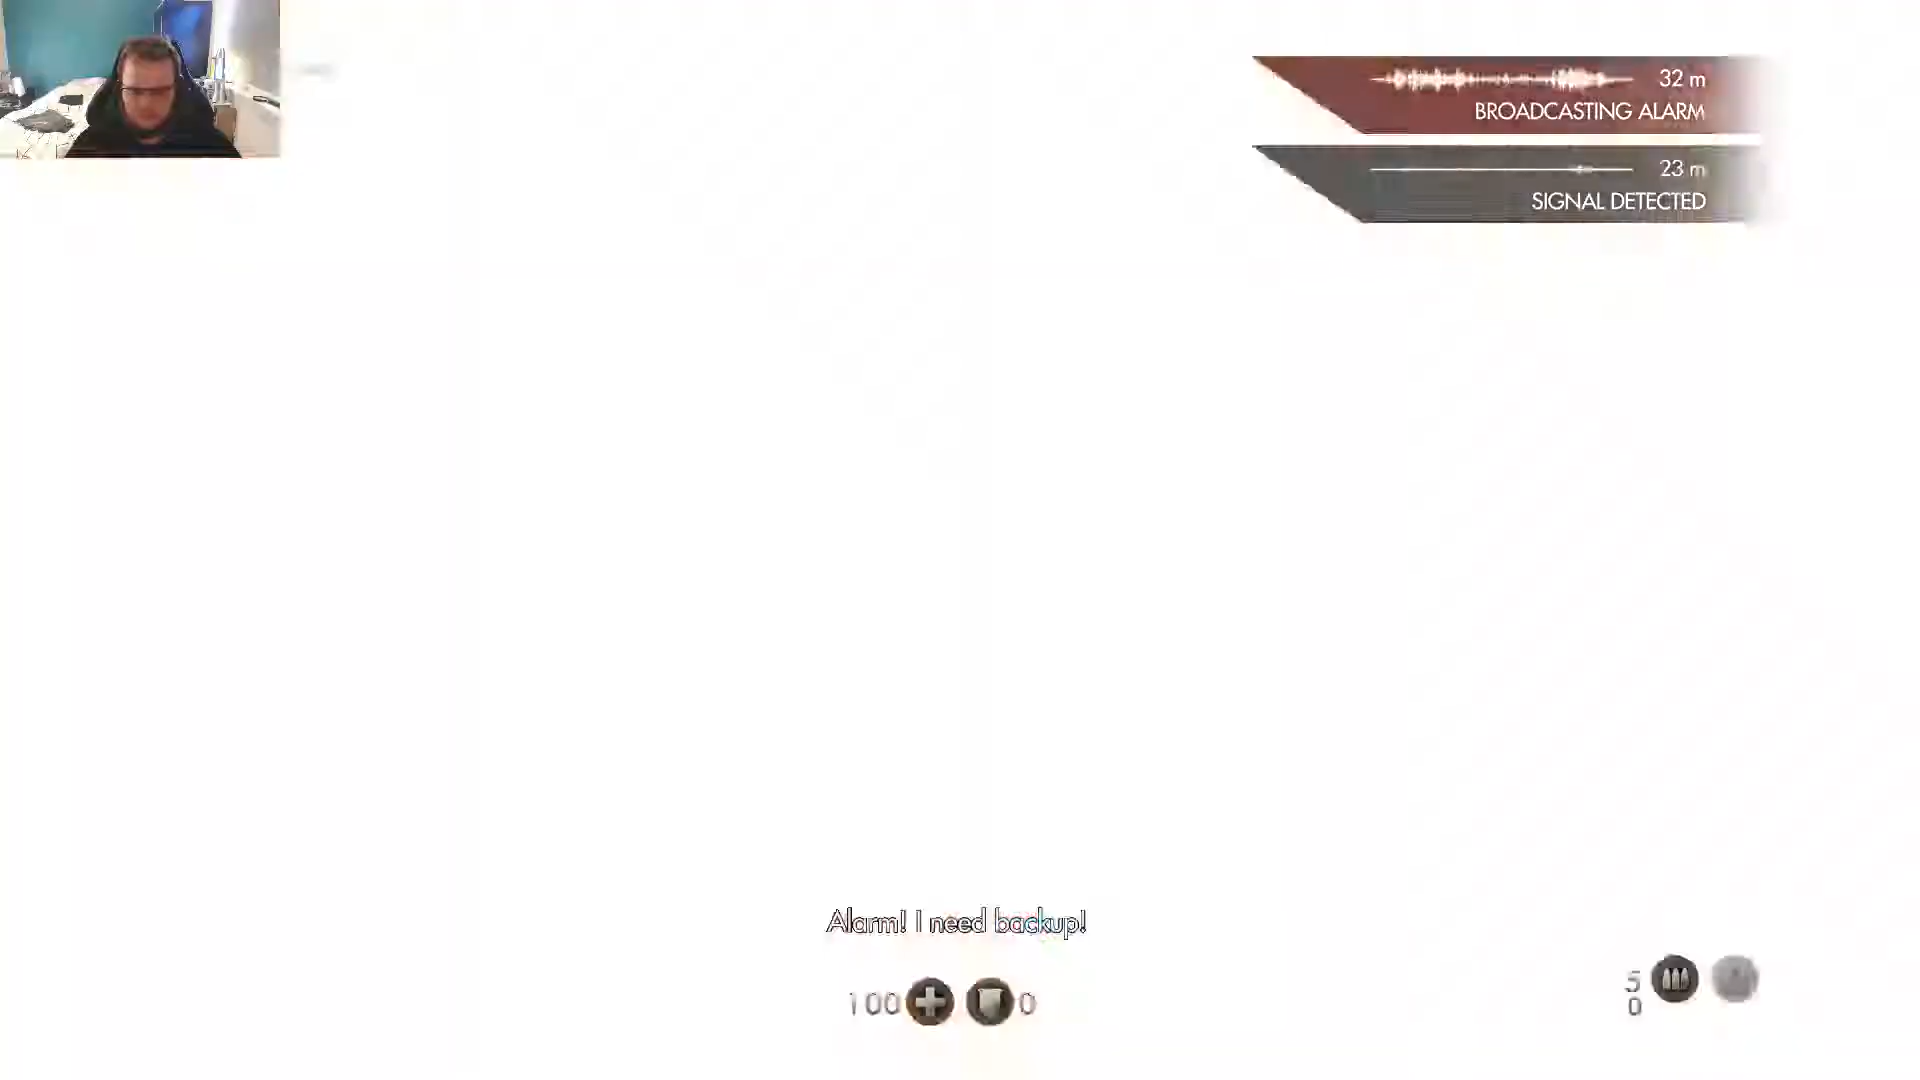 32 m
BROADCASTING ALARM
23 m
SIGNAL DETECTED
Alarm! I need backup!
100 0
5
0